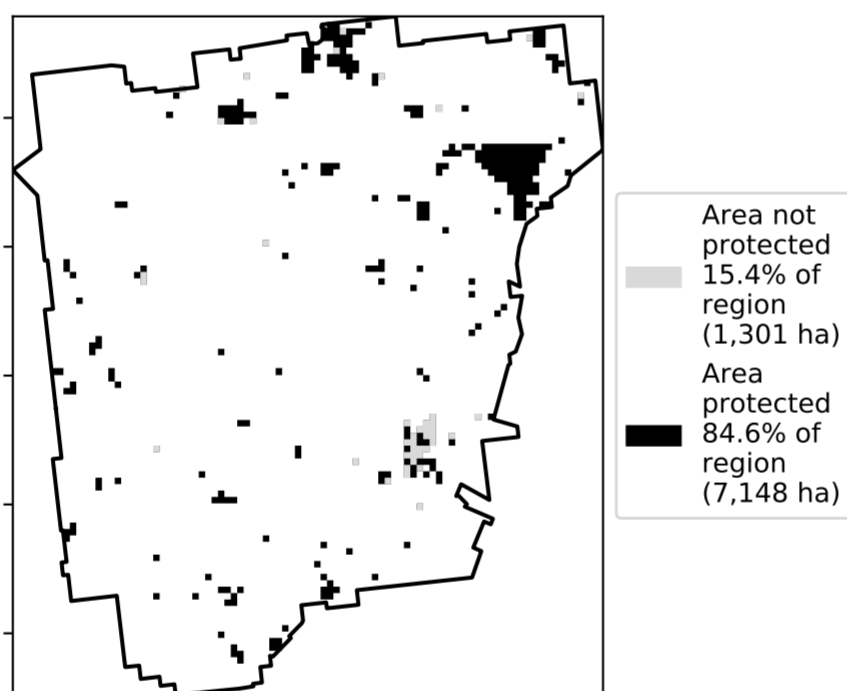 Area not
protected
15.4% of
region
(1,301 ha)
Area
protected
84.6% of
region
(7,148 ha)